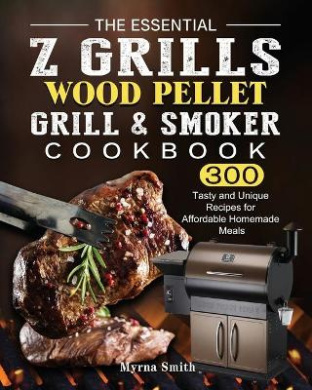 THE ESSENTIAL
Z GRILLS
WOOD PELLET
GRILL & SMOKER
COOKBOOK
300
Tasty and Unique
Recipes for
Affordable Homemade
Meals
Myrna Smith